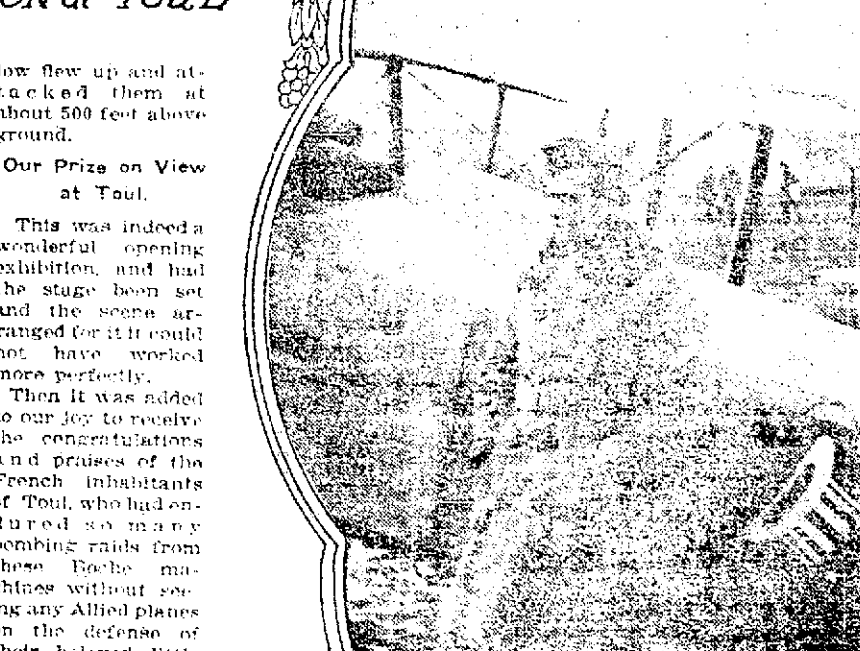 low flew up and at-
tacked them at
about 500 feet above
ground.
Our Prize on View
at Toul.
This was indeed a
wonderful opening
exhibition, and had
the stage been set
and the scene ar-
ranged for it it could
not have worked
more perfectly.
Then it was added
to our joy to receive
the congratulations
and praises of the
French inhabitants
of Toul, who had en-
dured so many
bombing raids from
these Boche ma-
chines without see-
ing any Allied planes
in the defense of
their beloved